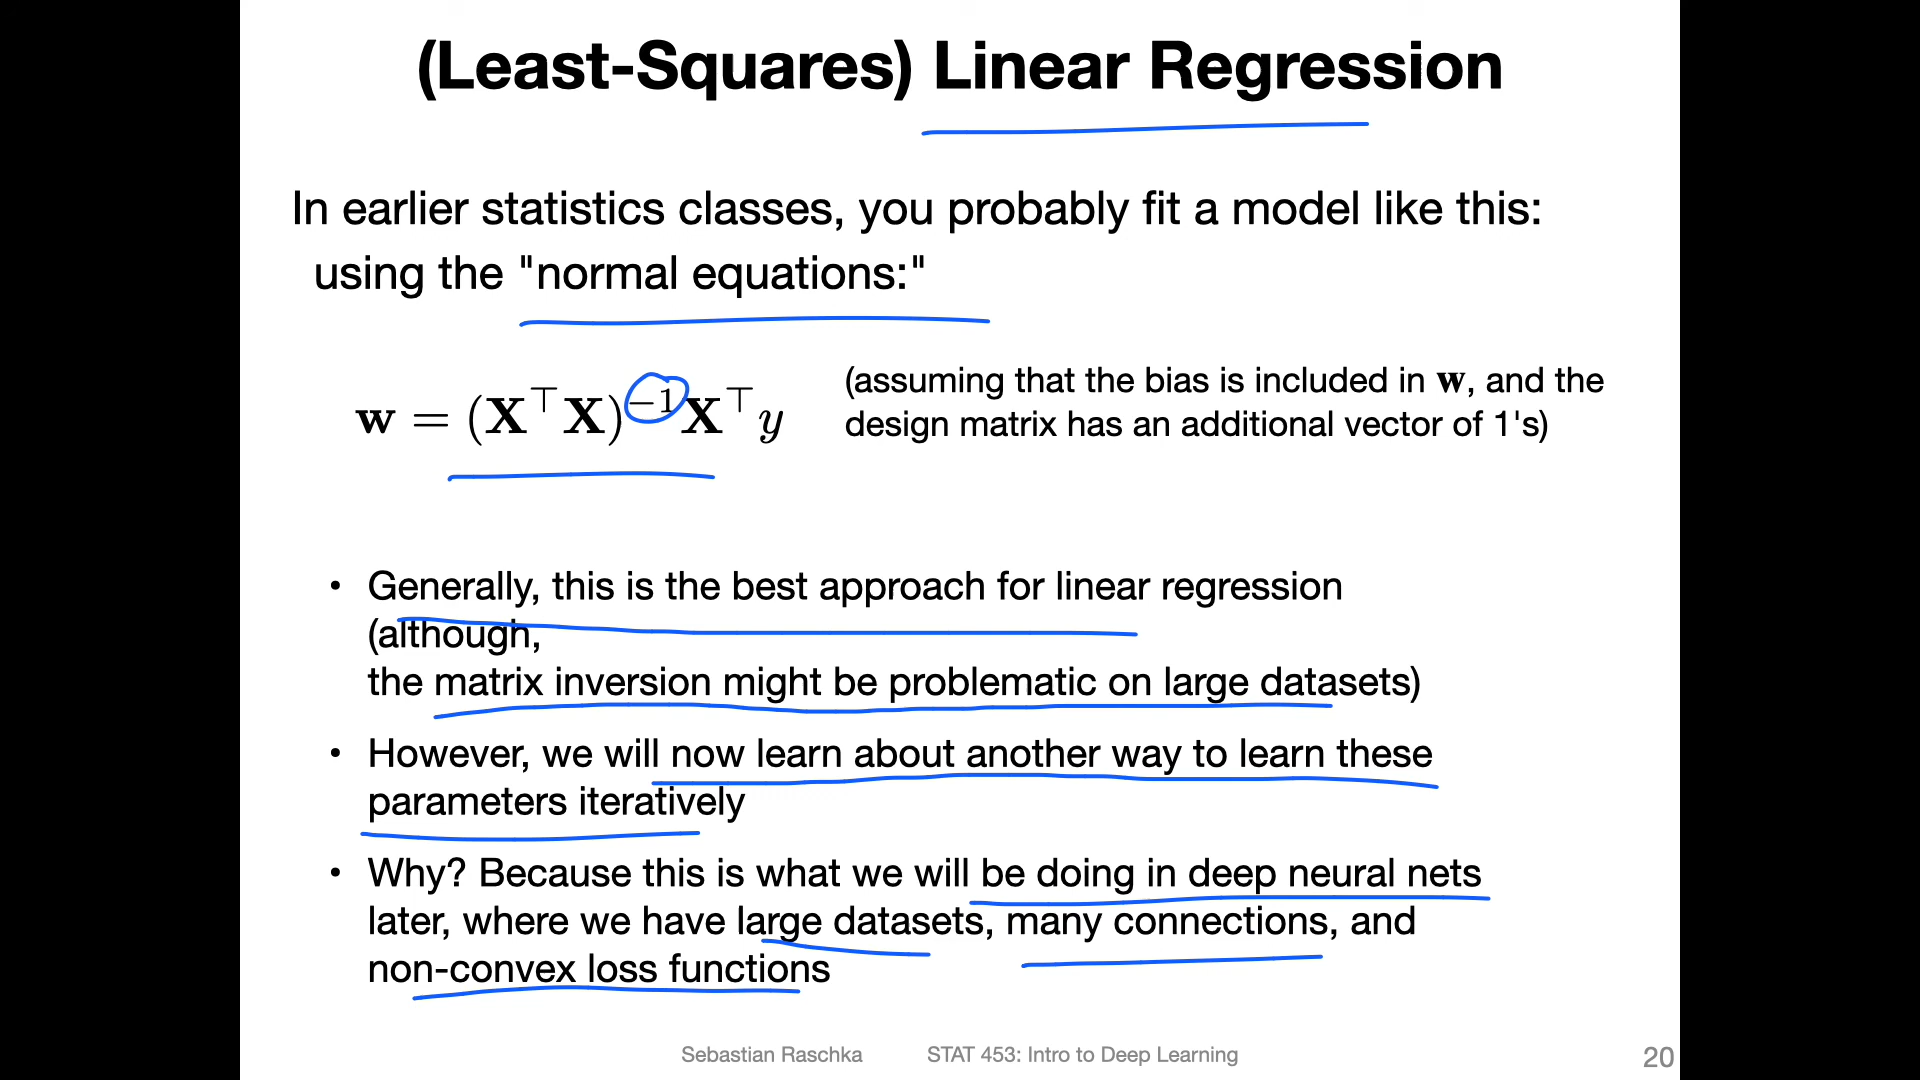 (Least-Squares) Linear Regression
In earlier statistics classes, you probably fit a model like this:
using the "normal equations:"
𝐰 = (𝐗⊤𝐗)−1𝐗⊤y
(assuming that the bias is included in 𝐰, and the
design matrix has an additional vector of 1's)
• Generally, this is the best approach for linear regression
(although,
the matrix inversion might be problematic on large datasets)
• However, we will now learn about another way to learn these
parameters iteratively
• Why? Because this is what we will be doing in deep neural nets
later, where we have large datasets, many connections, and
non-convex loss functions
Sebastian Raschka STAT 453: Intro to Deep Learning 20